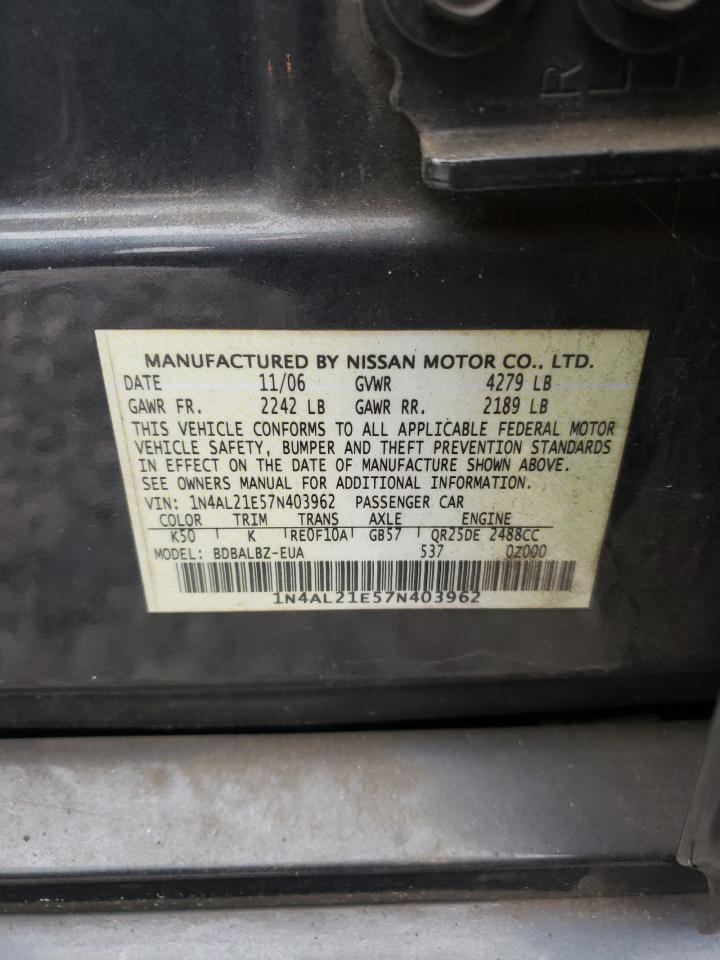 R
L
MANUFACTURED BY NISSAN MOTOR CO., LTD.
DATE 11/06 GVWR 4279 LB
GAWR FR. 2242 LB GAWR RR. 2189 LB
THIS VEHICLE CONFORMS TO ALL APPLICABLE FEDERAL MOTOR
VEHICLE SAFETY, BUMPER AND THEFT PREVENTION STANDARDS
IN EFFECT ON THE DATE OF MANUFACTURE SHOWN ABOVE.
SEE OWNERS MANUAL FOR ADDITIONAL INFORMATION.
VIN: 1N4AL21E57N403962 PASSENGER CAR
COLOR TRIM TRANS AXLE ENGINE
K50 K RE0F10A GB57 QR25DE 2488CC
MODEL: BDBALBZ-EUA 537 0Z000
1N4AL21E57N403962